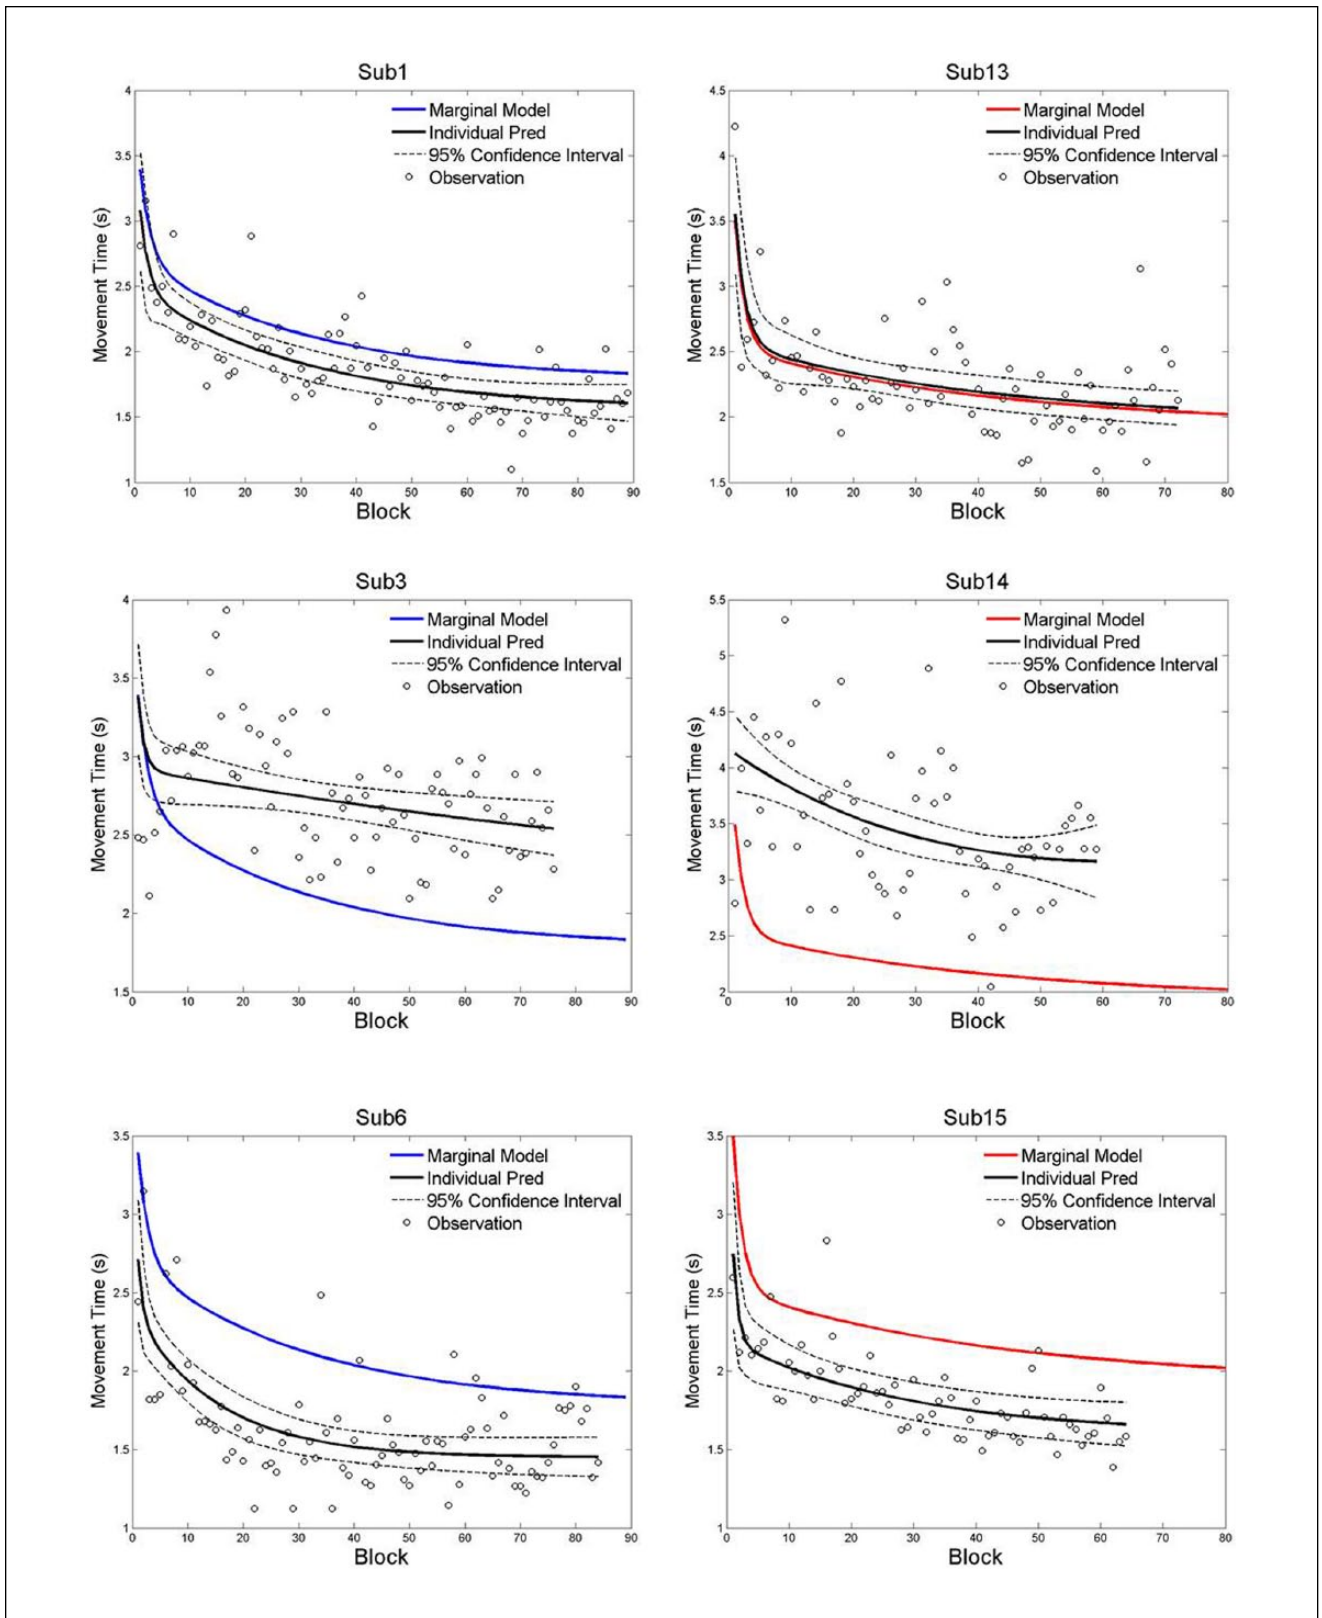 Sub1
4
3.5
3
2.5
2
1.5
1
0 10 20 30 40 50 60 70 80 90
Movement Time (s)
Block
Marginal Model
Individual Pred
95% Confidence Interval
Observation
Sub13
4.5
4
3.5
3
2.5
2
1.5
0 10 20 30 40 50 60 70 80
Movement Time (s)
Block
Marginal Model
Individual Pred
95% Confidence Interval
Observation
Sub3
4
3.5
3
2.5
2
1.5
0 10 20 30 40 50 60 70 80 90
Movement Time (s)
Block
Marginal Model
Individual Pred
95% Confidence Interval
Observation
Sub14
5.5
5
4.5
4
3.5
3
2.5
2
0 10 20 30 40 50 60 70 80
Movement Time (s)
Block
Marginal Model
Individual Pred
95% Confidence Interval
Observation
Sub6
3.5
3
2.5
2
1.5
1
0 10 20 30 40 50 60 70 80 90
Movement Time (s)
Block
Marginal Model
Individual Pred
95% Confidence Interval
Observation
Sub15
3.5
3
2.5
2
1.5
1
0 10 20 30 40 50 60 70 80
Movement Time (s)
Block
Marginal Model
Individual Pred
95% Confidence Interval
Observation